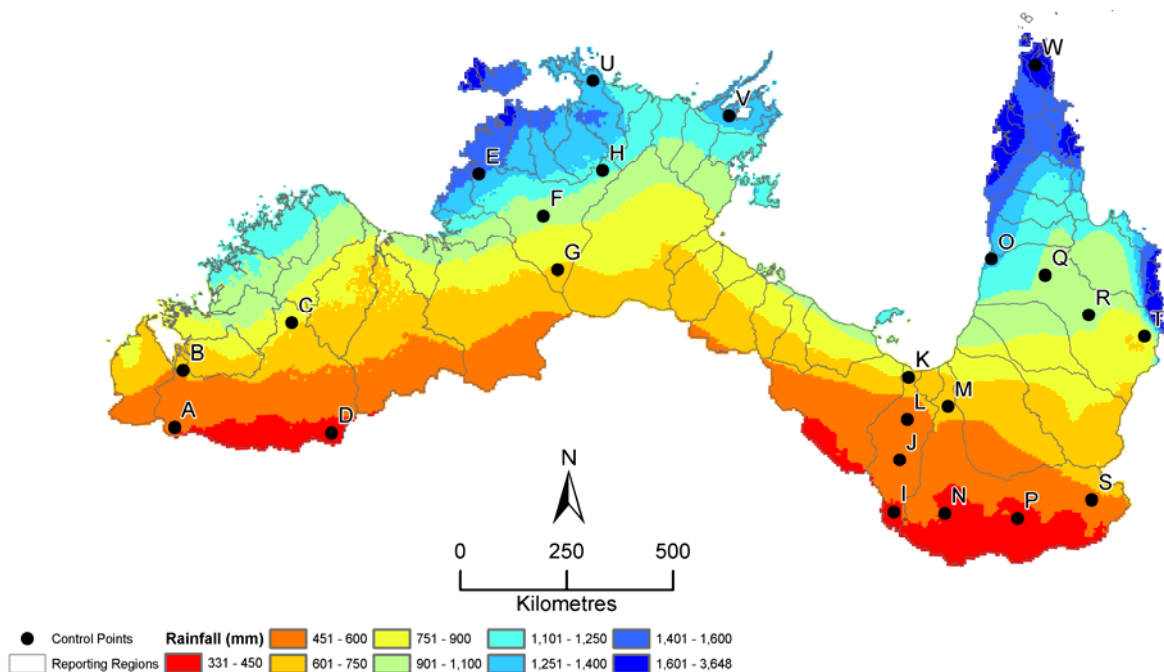 W
U
V
E
H
F
O
G
Q
C
R
T
B
K
M
A
L
D
J
N
S
I
N
P
0 250 500
Kilometres
Control Points Rainfall (mm) 451 - 600 751 - 900 1,101 - 1,250 1,401 - 1,600
Reporting Regions 331 - 450 601 - 750 901 - 1,100 1,251 - 1,400 1,601 - 3,648